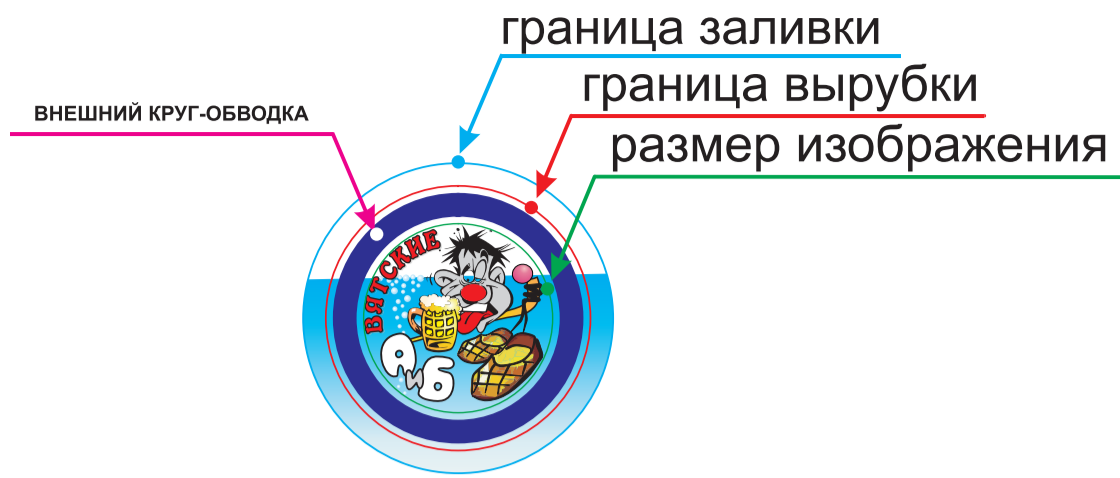 граница заливки
граница вырубки
ВНЕШНИЙ КРУГ-ОБВОДКА
размер изображения
ВЯТСКИЕ
А и Б